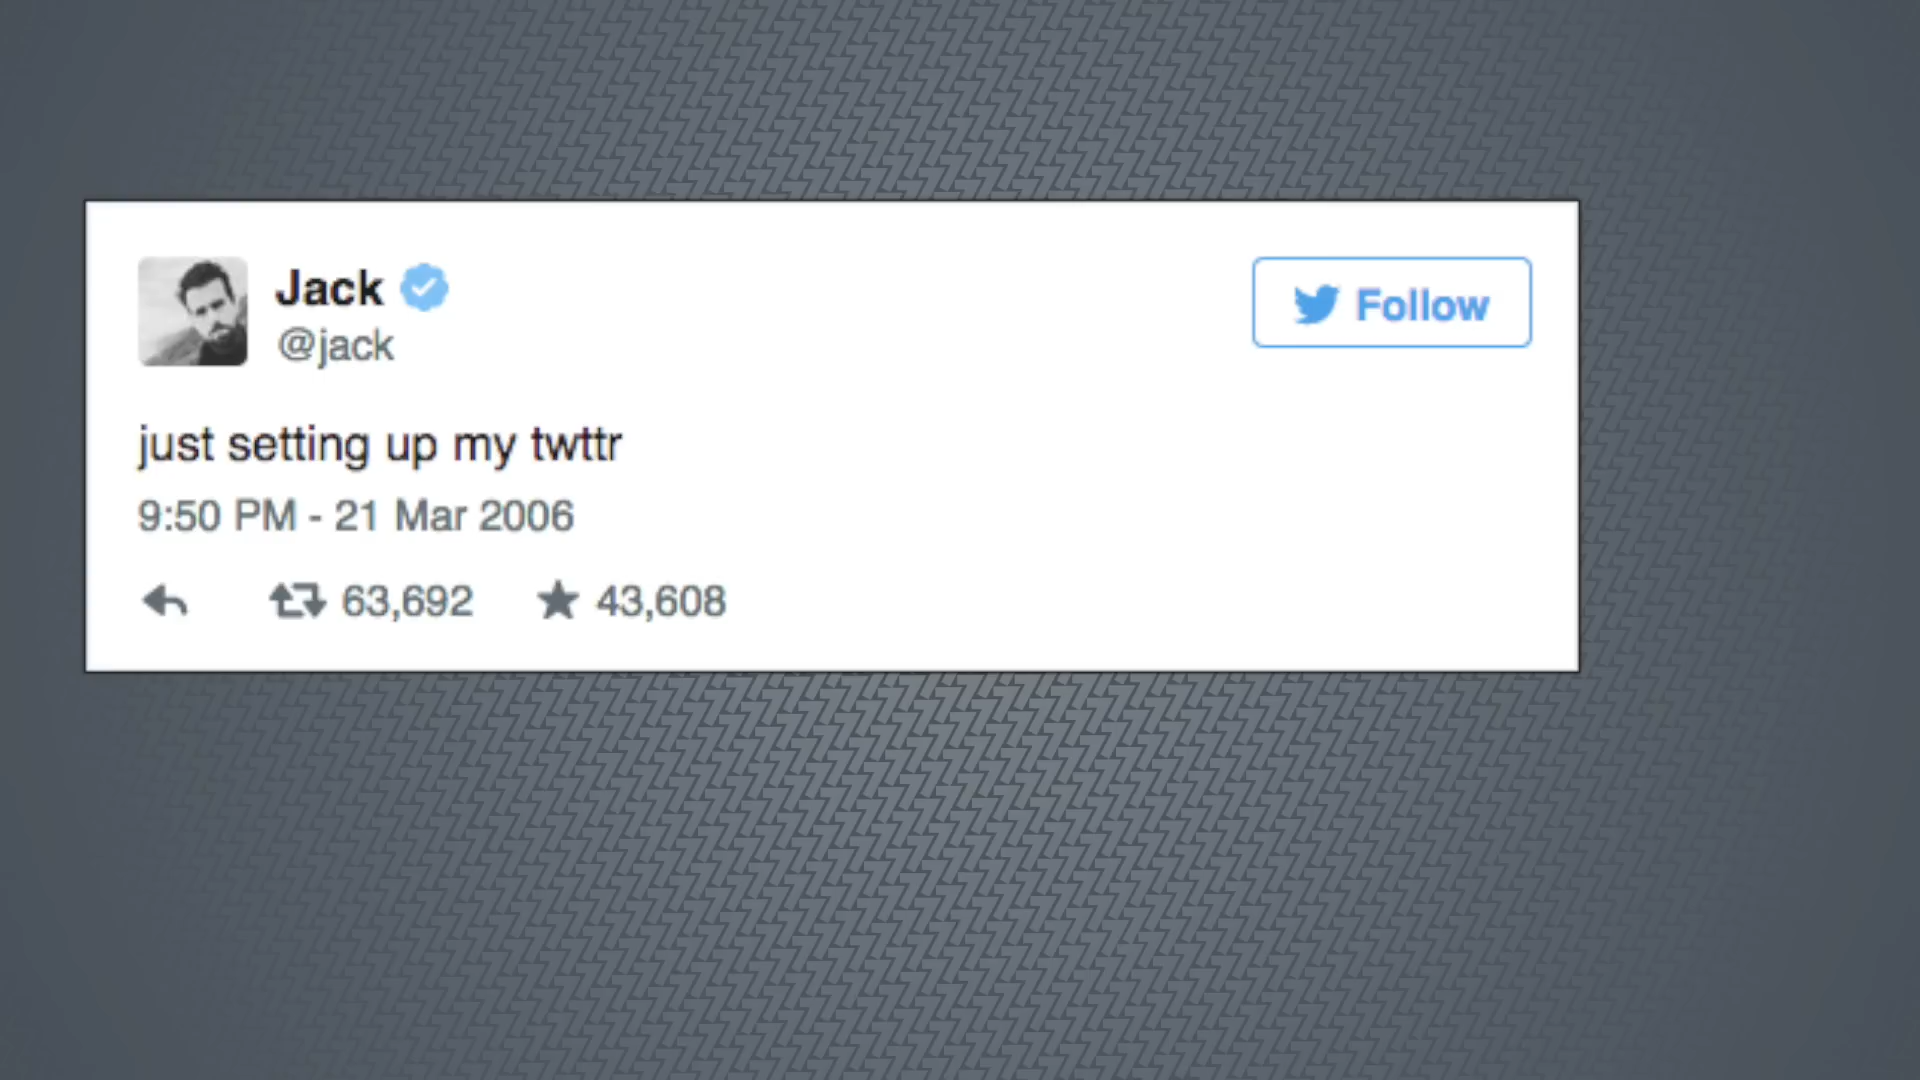 Jack
@jack
Follow
just setting up my twttr
9:50 PM - 21 Mar 2006
63,692 43,608